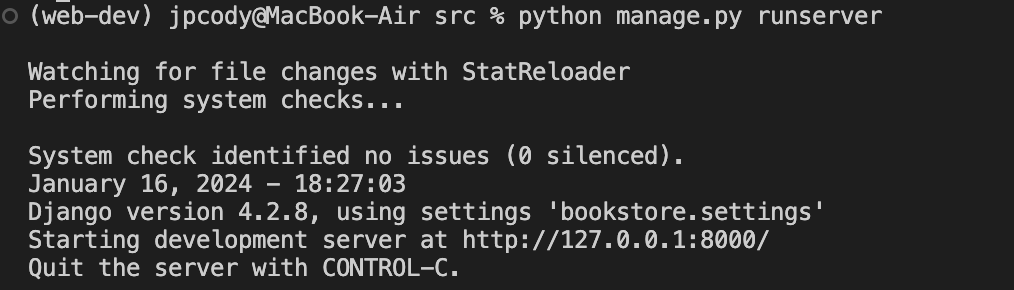 (web-dev) jpcody@MacBook-Air src % python manage.py runserver
Watching for file changes with StatReloader
Performing system checks...
System check identified no issues (0 silenced).
January 16, 2024 - 18:27:03
Django version 4.2.8, using settings 'bookstore.settings'
Starting development server at http://127.0.0.1:8000/
Quit the server with CONTROL-C.